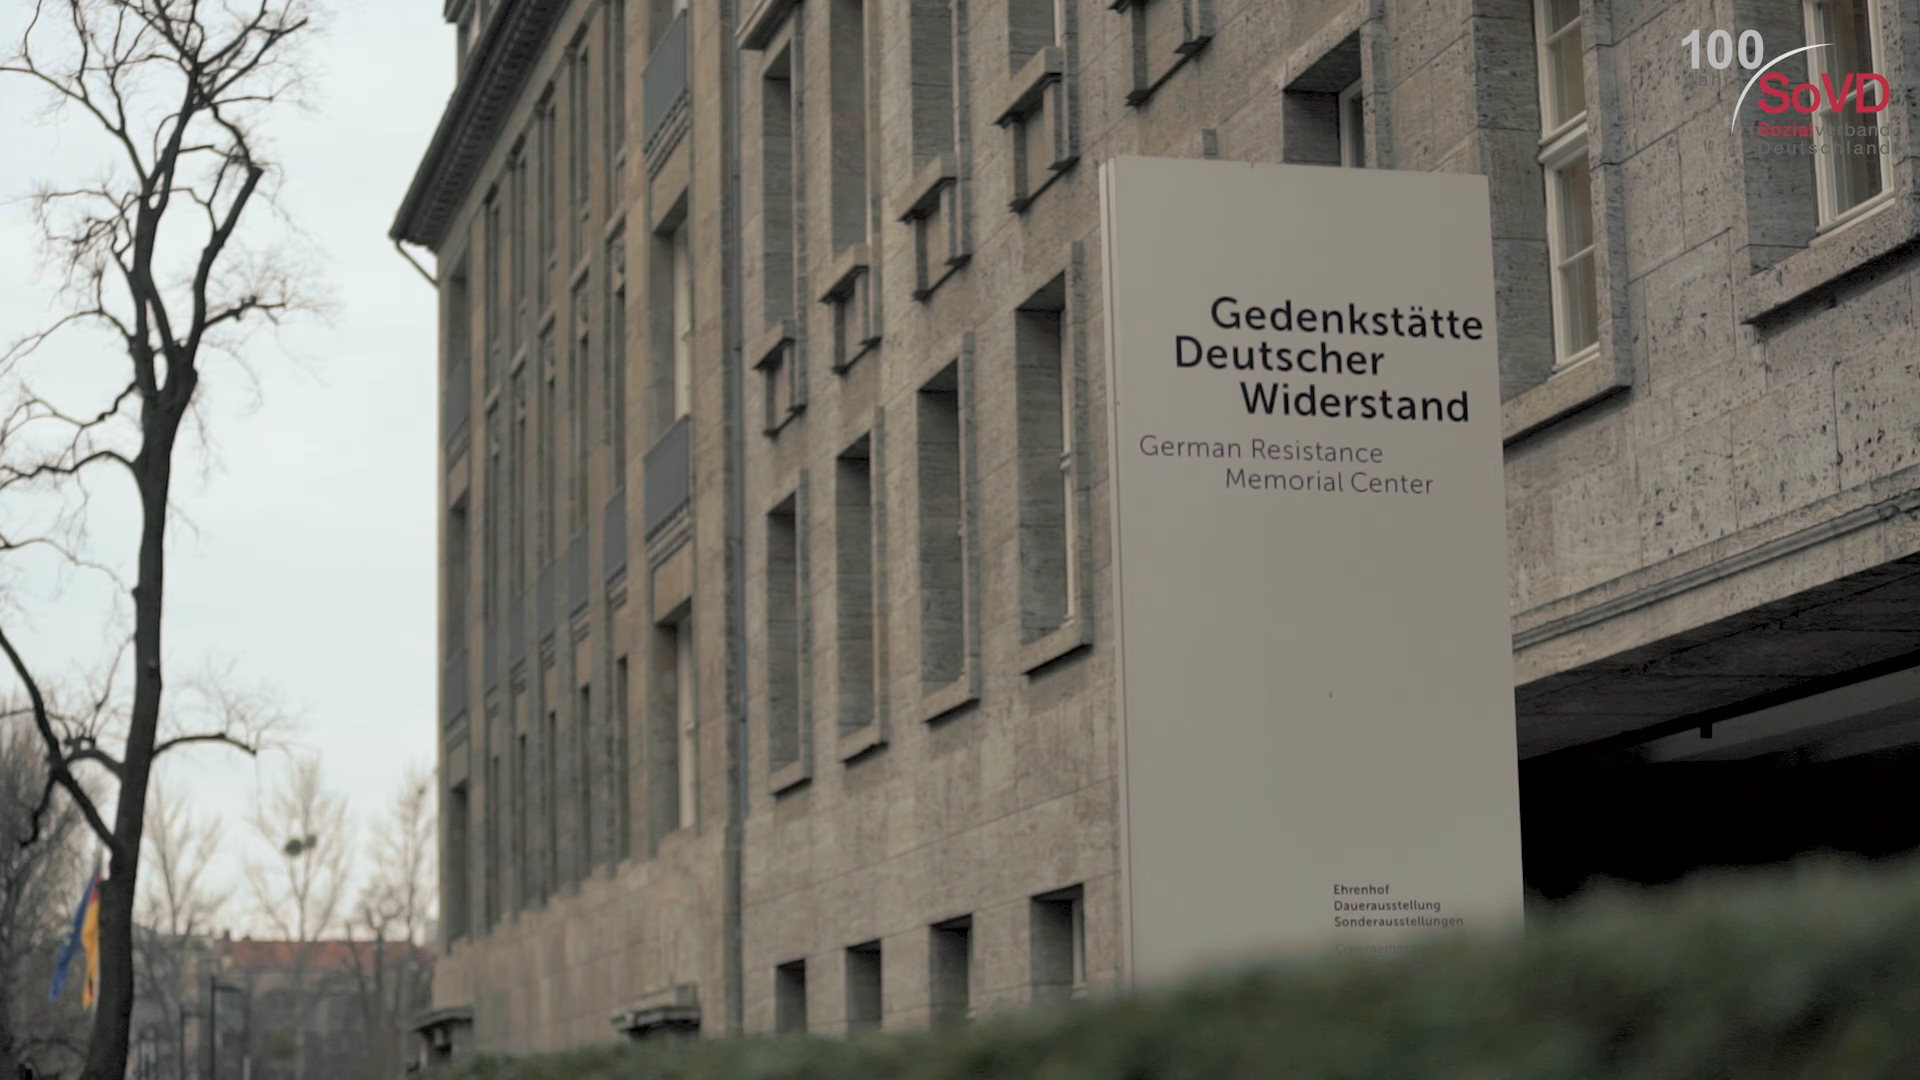 100
SoVD
Sozialverband
Deutschland
Gedenkstätte
Deutscher
Widerstand
German Resistance
Memorial Center
Ehrenhof
Dauerausstellung
Sonderausstellungen